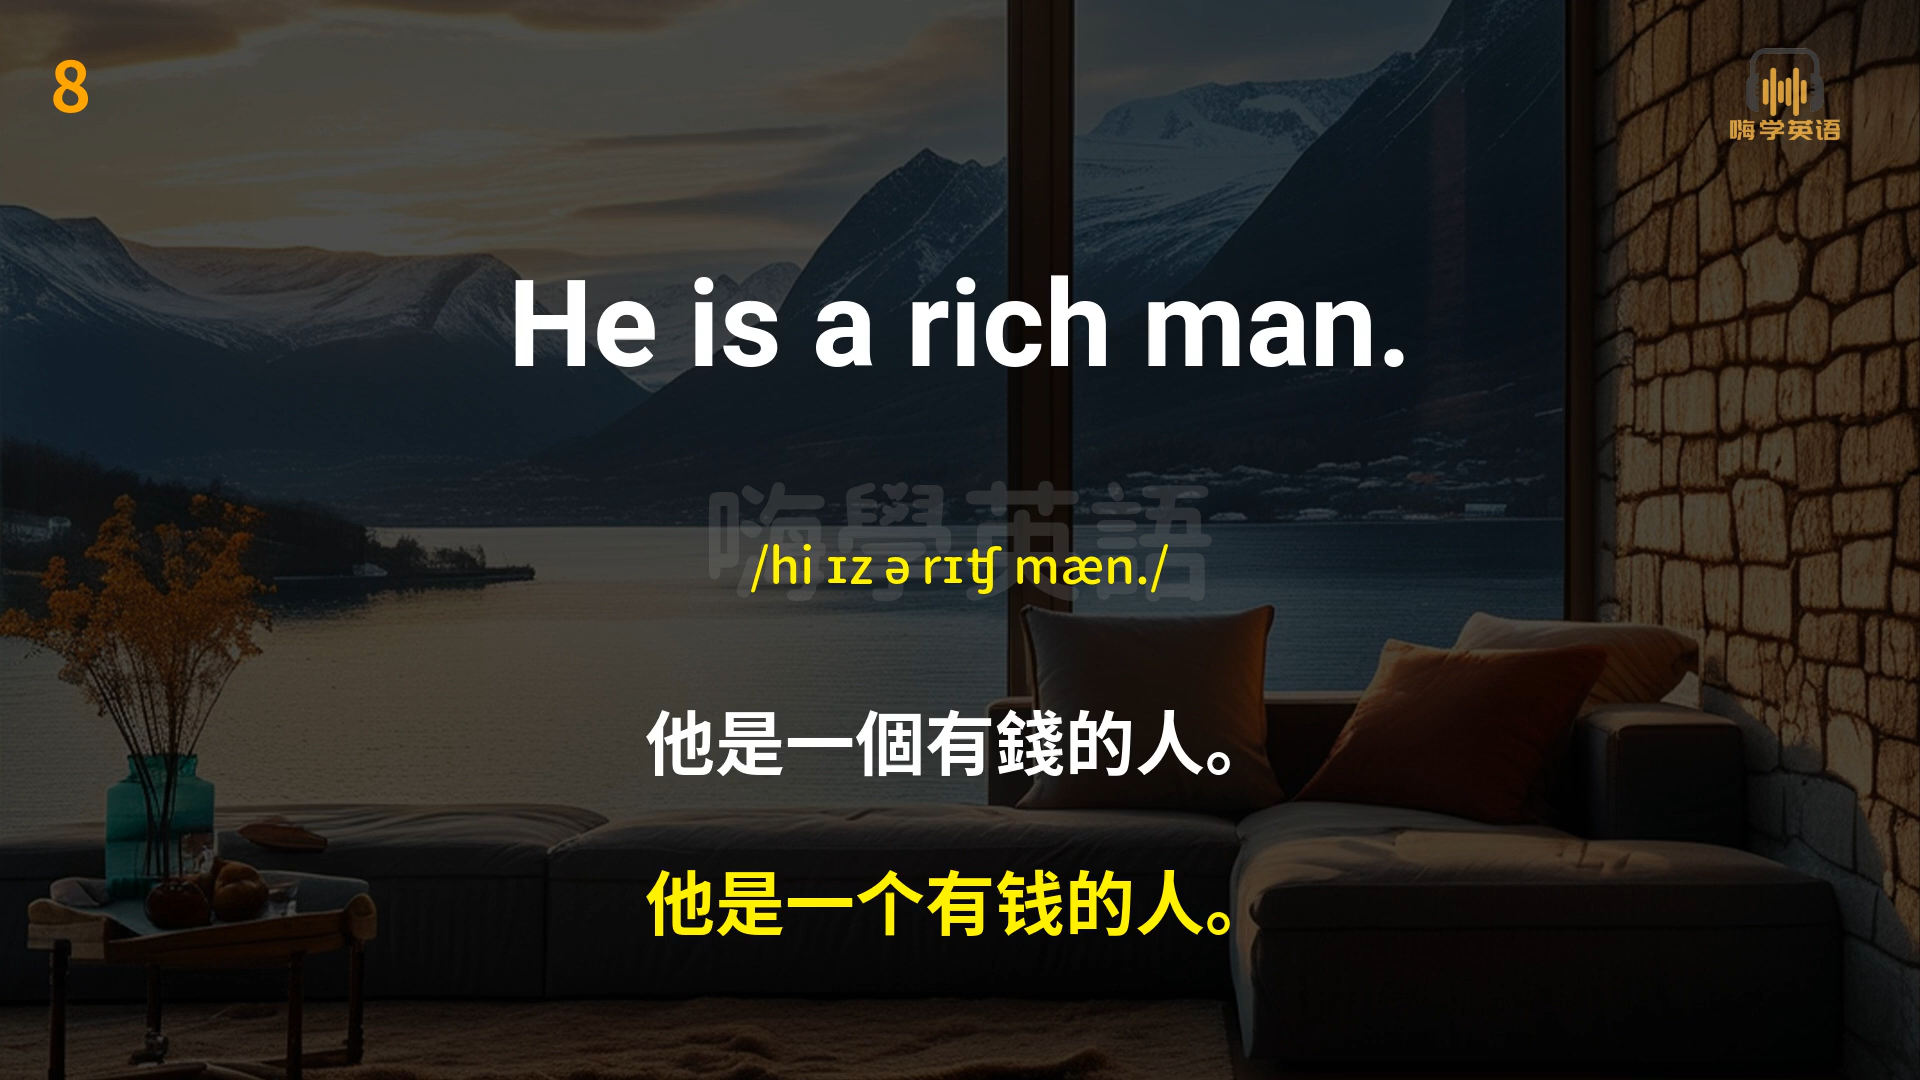 8
嗨学英语
He is a rich man.
嗨學英語
/hi ɪz ə rɪʧ mæn./
他是一個有錢的人。
他是一个有钱的人。